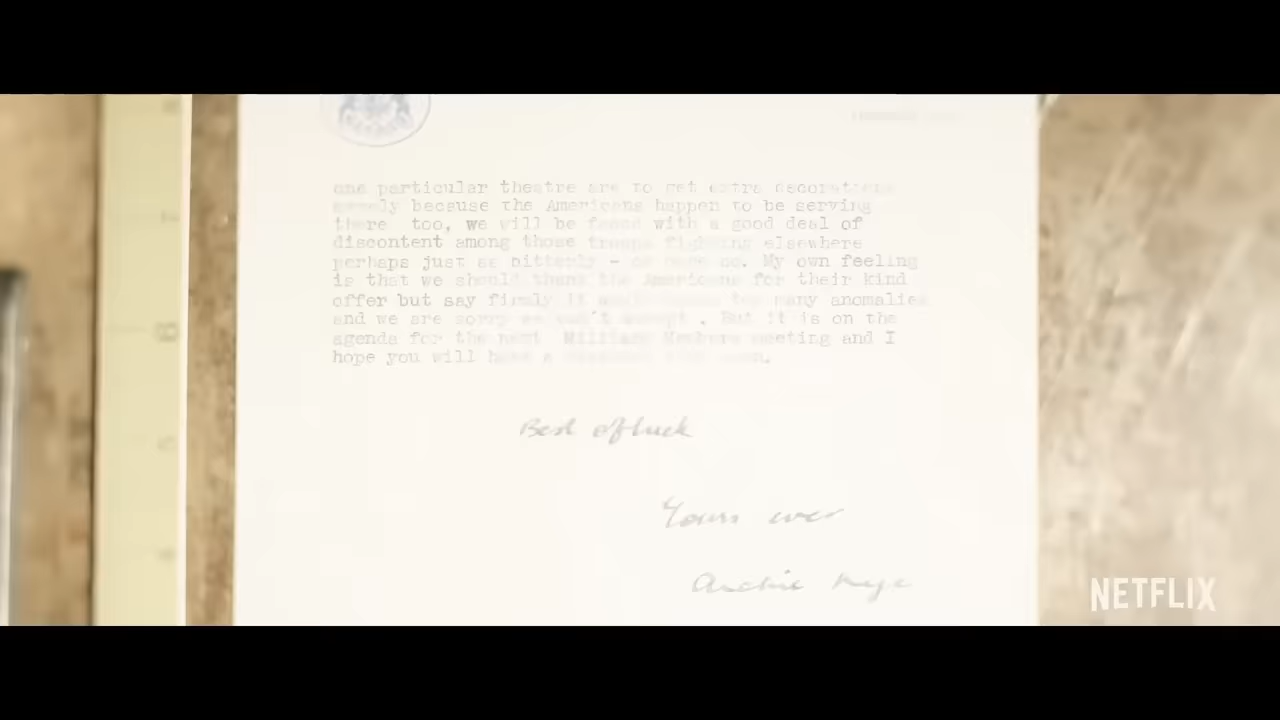 one particular theatre are to get extra decorations
merely because the Americans happen to be serving
there too, we will be faced with a good deal of
discontent among those troops fighting elsewhere
perhaps just as bitterly - or more so. My own feeling
is that we should thank the Americans for their kind
offer but say firmly it would cause too many anomalies
and we are sorry we can't accept . But it is on the
agenda for the next Military Members meeting and I
hope you will have a
Best of luck
Yours ever
Archie Nye
NETFLIX